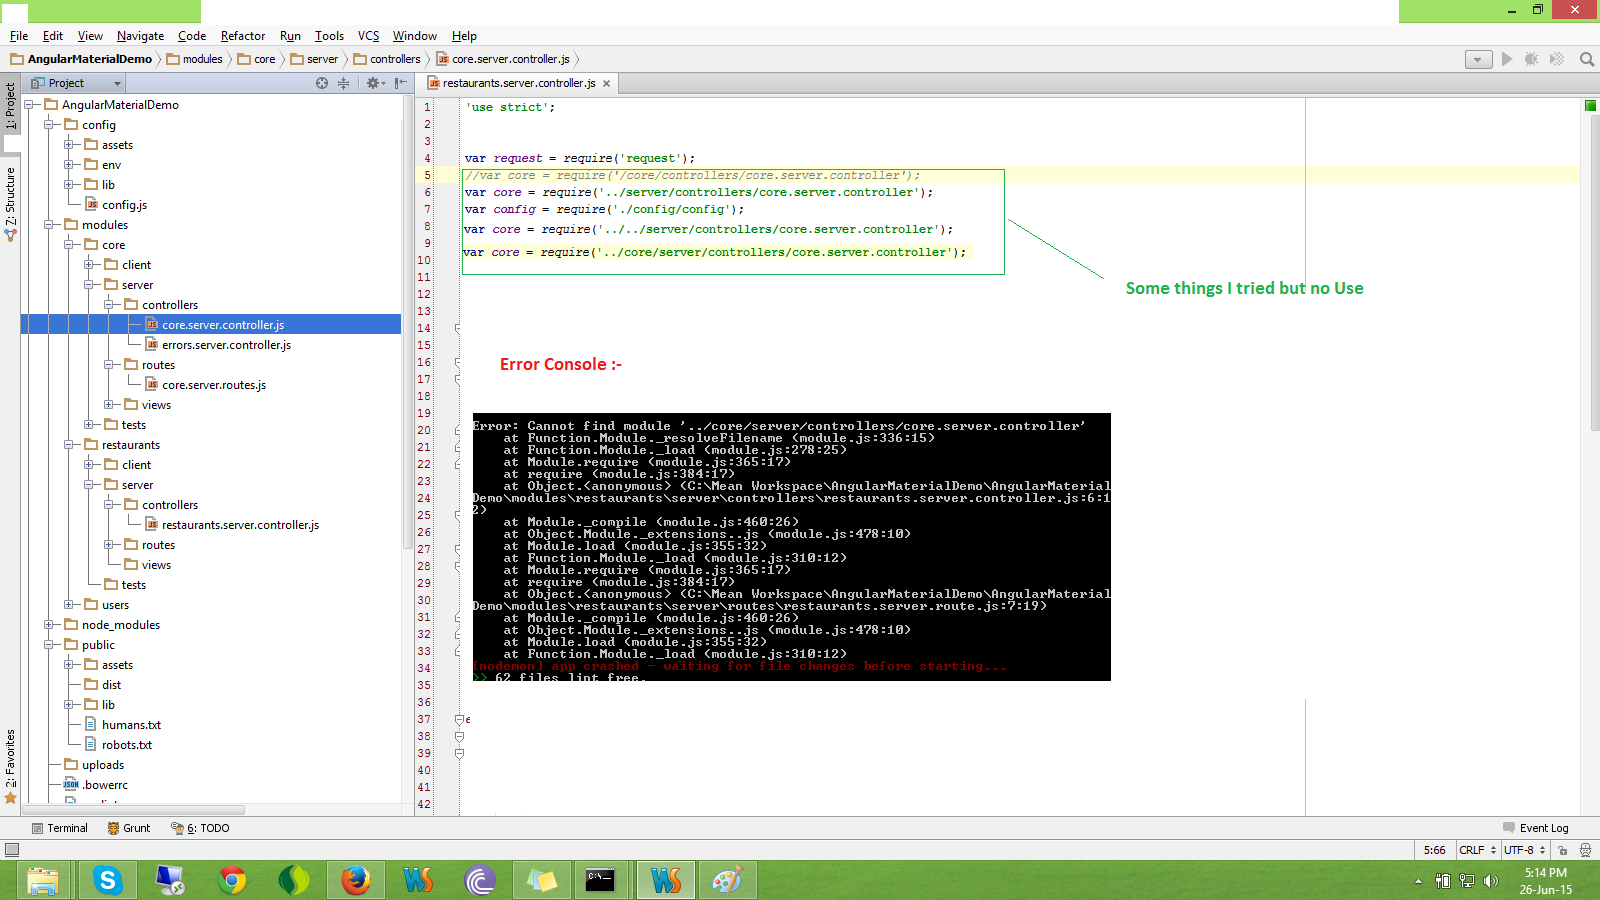 File Edit View Navigate Code Refactor Run Tools VCS Window Help
AngularMaterialDemo modules core server controllers core.server.controller.js
1: Project
Z: Structure
2: Favorites
Project
AngularMaterialDemo
config
assets
env
lib
config.js
modules
core
client
server
controllers
core.server.controller.js
errors.server.controller.js
routes
core.server.routes.js
views
tests
restaurants
client
server
controllers
restaurants.server.controller.js
routes
views
tests
users
node_modules
public
assets
dist
lib
humans.txt
robots.txt
uploads
.bowerrc
restaurants.server.controller.js
1 'use strict';
2
3
4 var request = require('request');
5 //var core = require('/core/controllers/core.server.controller');
6 var core = require('../server/controllers/core.server.controller');
7 var config = require('./config/config');
8 var core = require('../../server/controllers/core.server.controller');
9
10 var core = require('../core/server/controllers/core.server.controller');
11
12
13
14
15
16
17
18
19
20
21
22
23
24
25
26
27
28
29
30
31
32
33
34
35
36
37 e
38
39
40
41
42
Some things I tried but no Use
Error Console :-
Error: Cannot find module '../core/server/controllers/core.server.controller'
at Function.Module._resolveFilename (module.js:336:15)
at Function.Module._load (module.js:278:25)
at Module.require (module.js:365:17)
at require (module.js:384:17)
at Object.<anonymous> (C:\Mean Workspace\AngularMaterialDemo\AngularMaterial
Demo\modules\restaurants\server\controllers\restaurants.server.controller.js:6:1
2)
at Module._compile (module.js:460:26)
at Object.Module._extensions..js (module.js:478:10)
at Module.load (module.js:355:32)
at Function.Module._load (module.js:310:12)
at Module.require (module.js:365:17)
at require (module.js:384:17)
at Object.<anonymous> (C:\Mean Workspace\AngularMaterialDemo\AngularMaterial
Demo\modules\restaurants\server\routes\restaurants.server.route.js:7:19)
at Module._compile (module.js:460:26)
at Object.Module._extensions..js (module.js:478:10)
at Module.load (module.js:355:32)
at Function.Module._load (module.js:310:12)
[nodemon] app crashed - waiting for file changes before starting...
>> 62 files lint free.
Terminal Grunt 6: TODO Event Log
5:66 CRLF UTF-8
5:14 PM
26-Jun-15